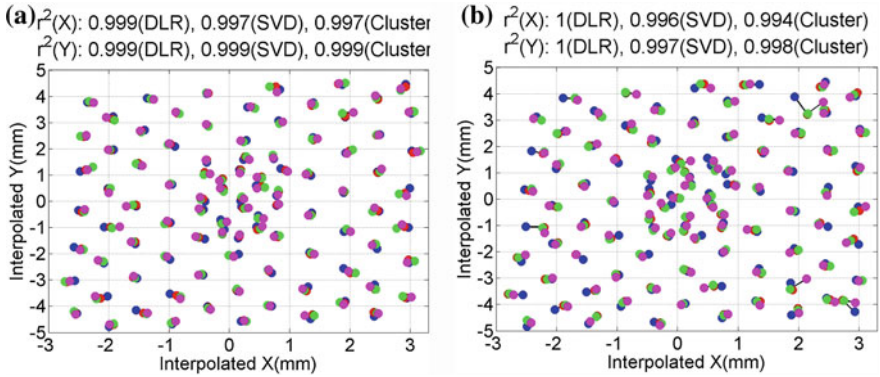 (a)
r²(X): 0.999(DLR), 0.997(SVD), 0.997(Cluster
r²(Y): 0.999(DLR), 0.999(SVD), 0.999(Cluster
5
4
3
2
1
0
-1
-2
-3
-4
-5
Interpolated Y(mm)
-3 -2 -1 0 1 2 3
Interpolated X(mm)
(b)
r²(X): 1(DLR), 0.996(SVD), 0.994(Cluster)
r²(Y): 1(DLR), 0.997(SVD), 0.998(Cluster)
5
4
3
2
1
0
-1
-2
-3
-4
-5
Interpolated Y(mm)
-3 -2 -1 0 1 2 3
Interpolated X(mm)